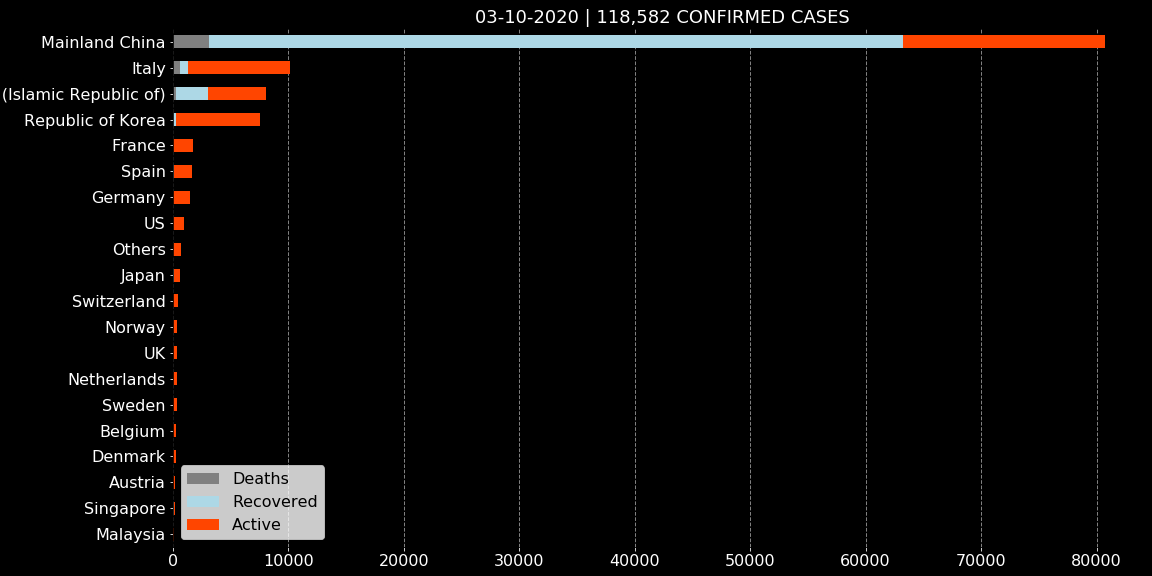 03-10-2020 | 118,582 CONFIRMED CASES
Mainland China
Italy
(Islamic Republic of)
Republic of Korea
France
Spain
Germany
US
Others
Japan
Switzerland
Norway
UK
Netherlands
Sweden
Belgium
Denmark
Austria
Singapore
Malaysia
Deaths
Recovered
Active
0 10000 20000 30000 40000 50000 60000 70000 80000